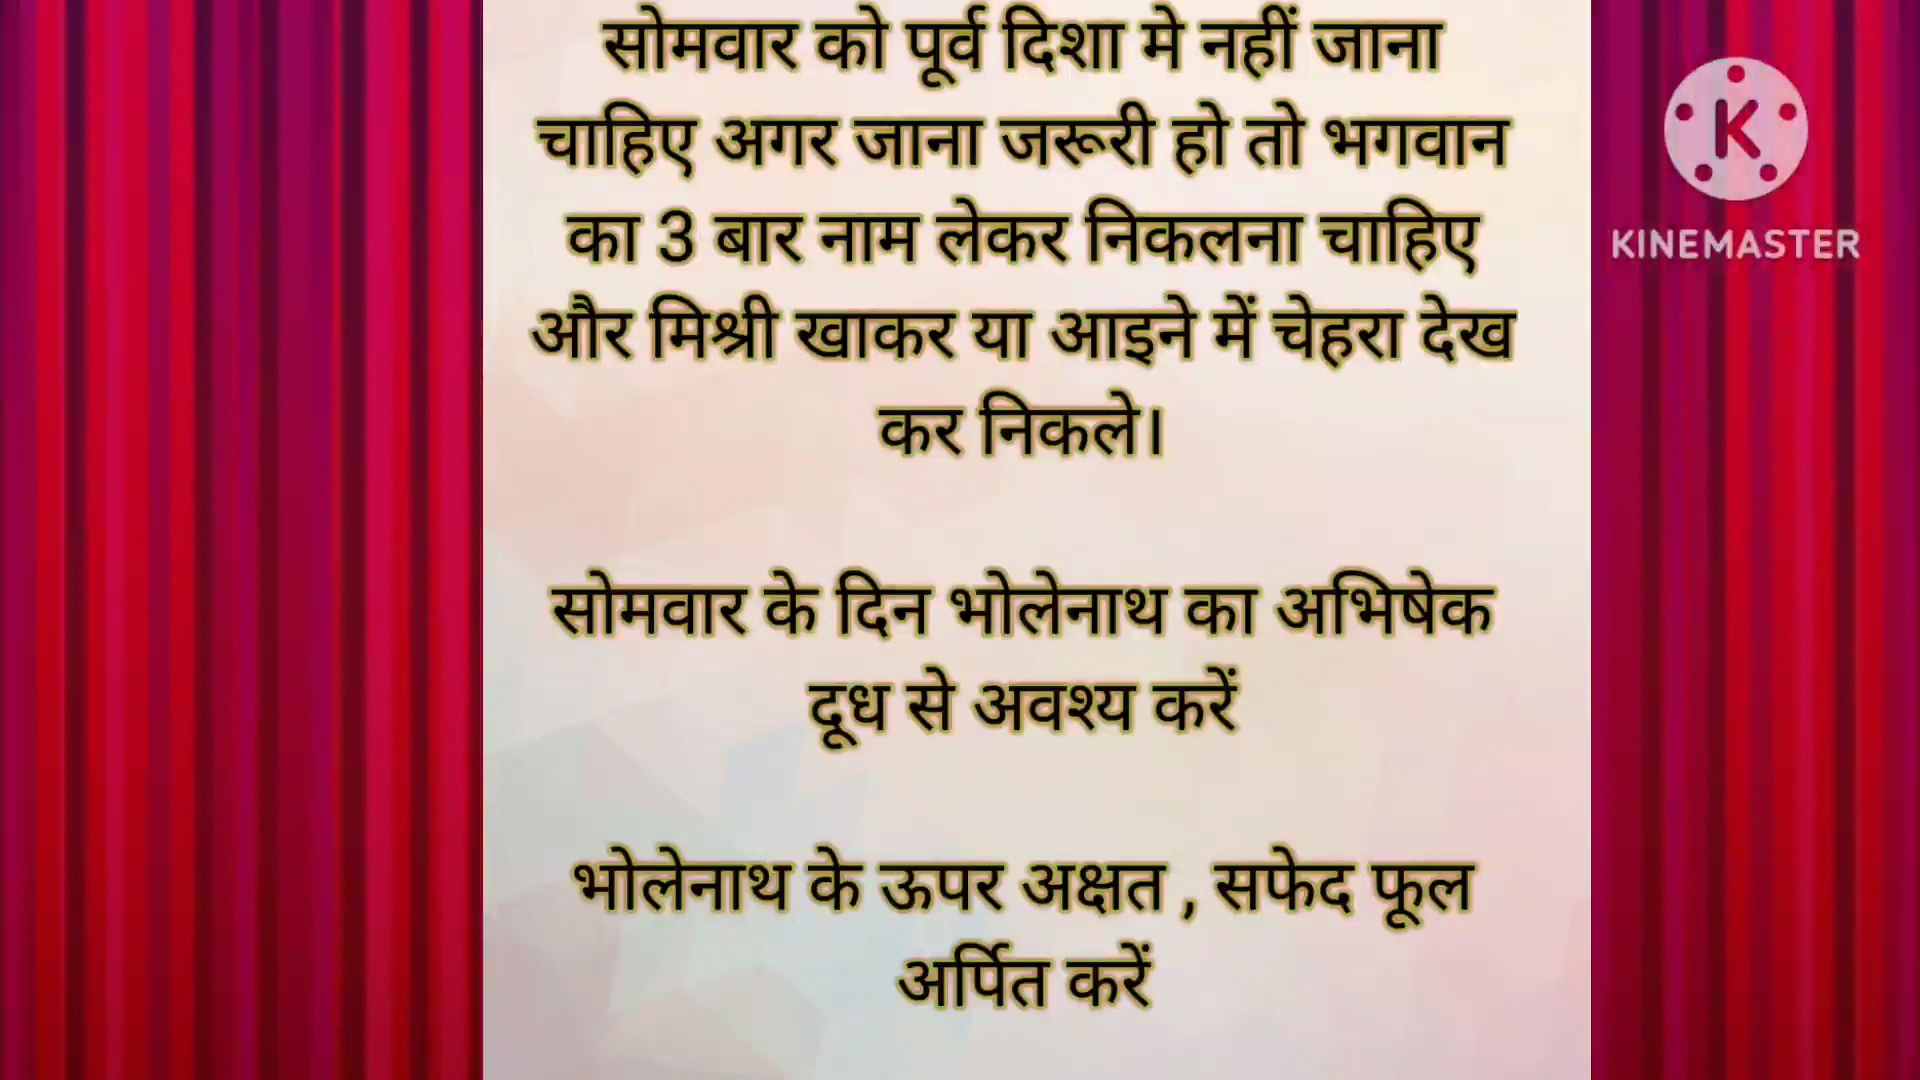 सोमवार को पूर्व दिशा मे नहीं जाना
चाहिए अगर जाना जरूरी हो तो भगवान
का 3 बार नाम लेकर निकलना चाहिए
और मिश्री खाकर या आइने में चेहरा देख
कर निकले।
सोमवार के दिन भोलेनाथ का अभिषेक
दूध से अवश्य करें
भोलेनाथ के ऊपर अक्षत , सफेद फूल
अर्पित करें
K
KINEMASTER